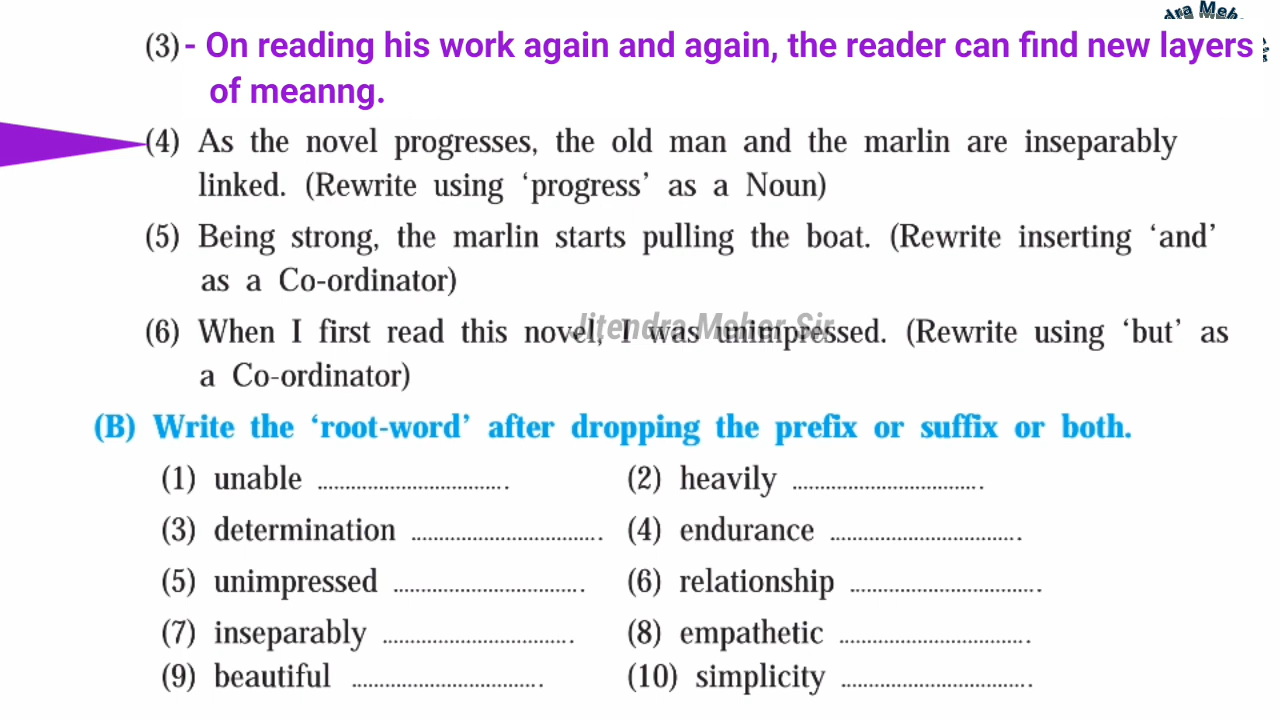 (3) - On reading his work again and again, the reader can find new layers
of meanng.
(4) As the novel progresses, the old man and the marlin are inseparably
linked. (Rewrite using ‘progress’ as a Noun)
(5) Being strong, the marlin starts pulling the boat. (Rewrite inserting ‘and’
as a Co-ordinator)
(6) When I first read this novel, I was unimpressed. (Rewrite using ‘but’ as
a Co-ordinator)
Jitendra Meher Sir
(B) Write the ‘root-word’ after dropping the prefix or suffix or both.
(1) unable ................................... (2) heavily ...................................
(3) determination ................................... (4) endurance ...................................
(5) unimpressed ................................... (6) relationship ...................................
(7) inseparably ................................... (8) empathetic ...................................
(9) beautiful ................................... (10) simplicity ...................................